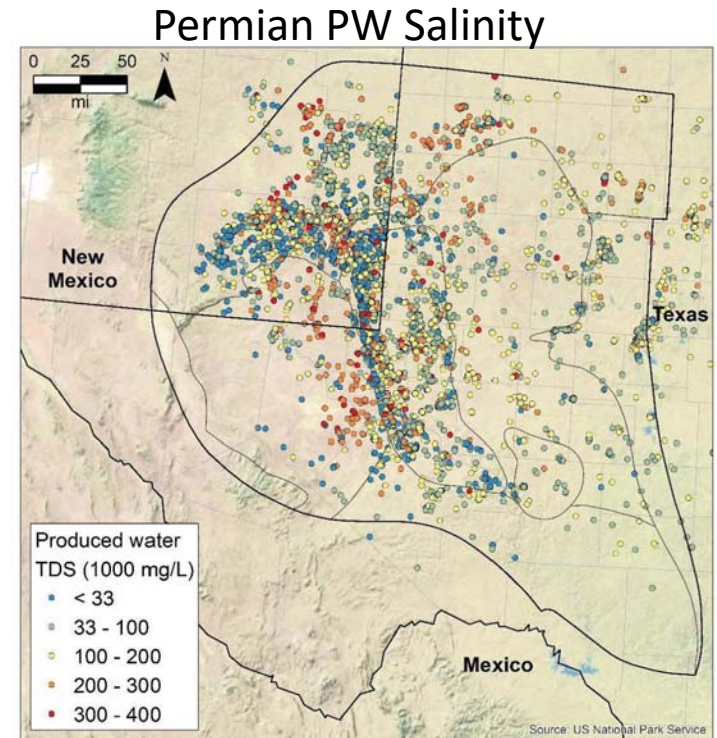 Permian PW Salinity
0 25 50
mi
N
New
Mexico
Texas
Produced water
TDS (1000 mg/L)
< 33
33 - 100
100 - 200
200 - 300
300 - 400
Mexico
Source: US National Park Service